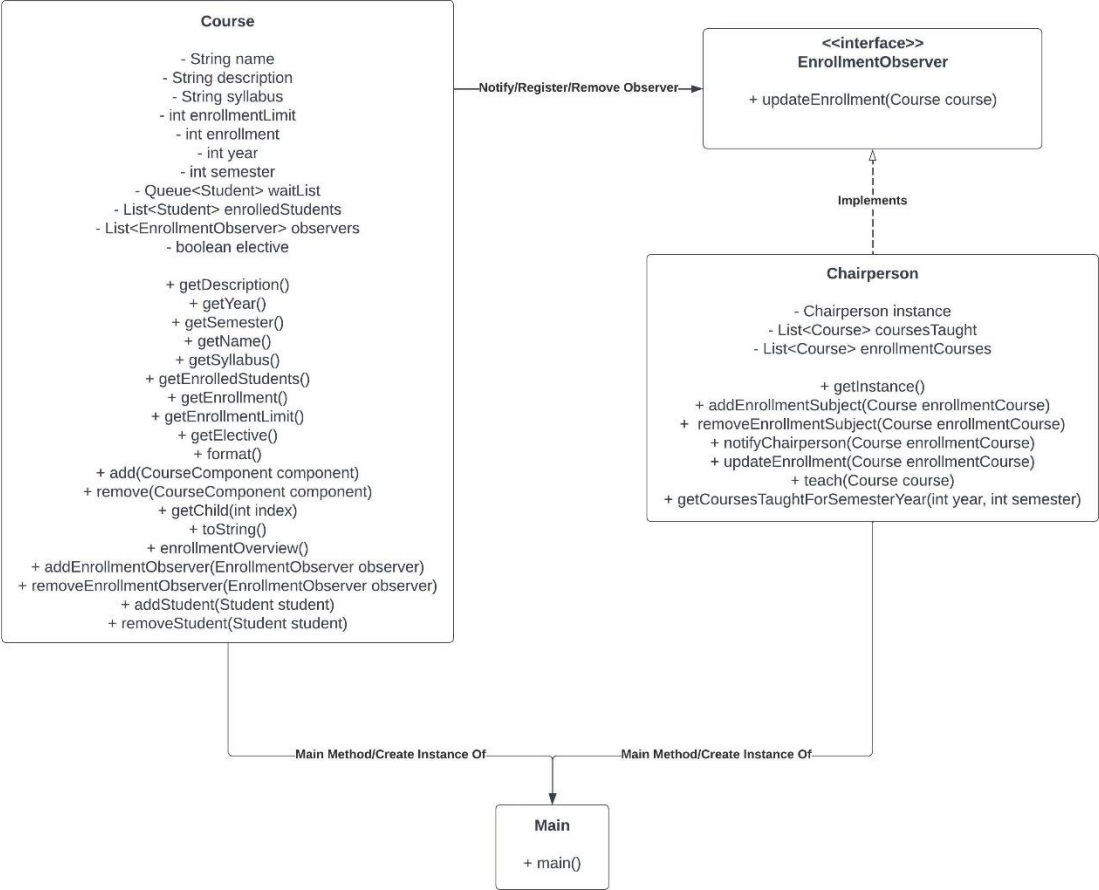 Course
- String name
- String description
- String syllabus
- int enrollmentLimit
- int enrollment
- int year
- int semester
- Queue<Student> waitList
- List<Student> enrolledStudents
- List<EnrollmentObserver> observers
- boolean elective
+ getDescription()
+ getYear()
+ getSemester()
+ getName()
+ getSyllabus()
+ getEnrolledStudents()
+ getEnrollment()
+ getEnrollmentLimit()
+ getElective()
+ format()
+ add(CourseComponent component)
+ remove(CourseComponent component)
+ getChild(int index)
+ toString()
+ enrollmentOverview()
+ addEnrollmentObserver(EnrollmentObserver observer)
+ removeEnrollmentObserver(EnrollmentObserver observer)
+ addStudent(Student student)
+ removeStudent(Student student)
Notify/Register/Remove Observer
<<interface>>
EnrollmentObserver
+ updateEnrollment(Course course)
Implements
Chairperson
- Chairperson instance
- List<Course> coursesTaught
- List<Course> enrollmentCourses
+ getInstance()
+ addEnrollmentSubject(Course enrollmentCourse)
+ removeEnrollmentSubject(Course enrollmentCourse)
+ notifyChairperson(Course enrollmentCourse)
+ updateEnrollment(Course enrollmentCourse)
+ teach(Course course)
+ getCoursesTaughtForSemesterYear(int year, int semester)
Main Method/Create Instance Of
Main Method/Create Instance Of
Main
+ main()